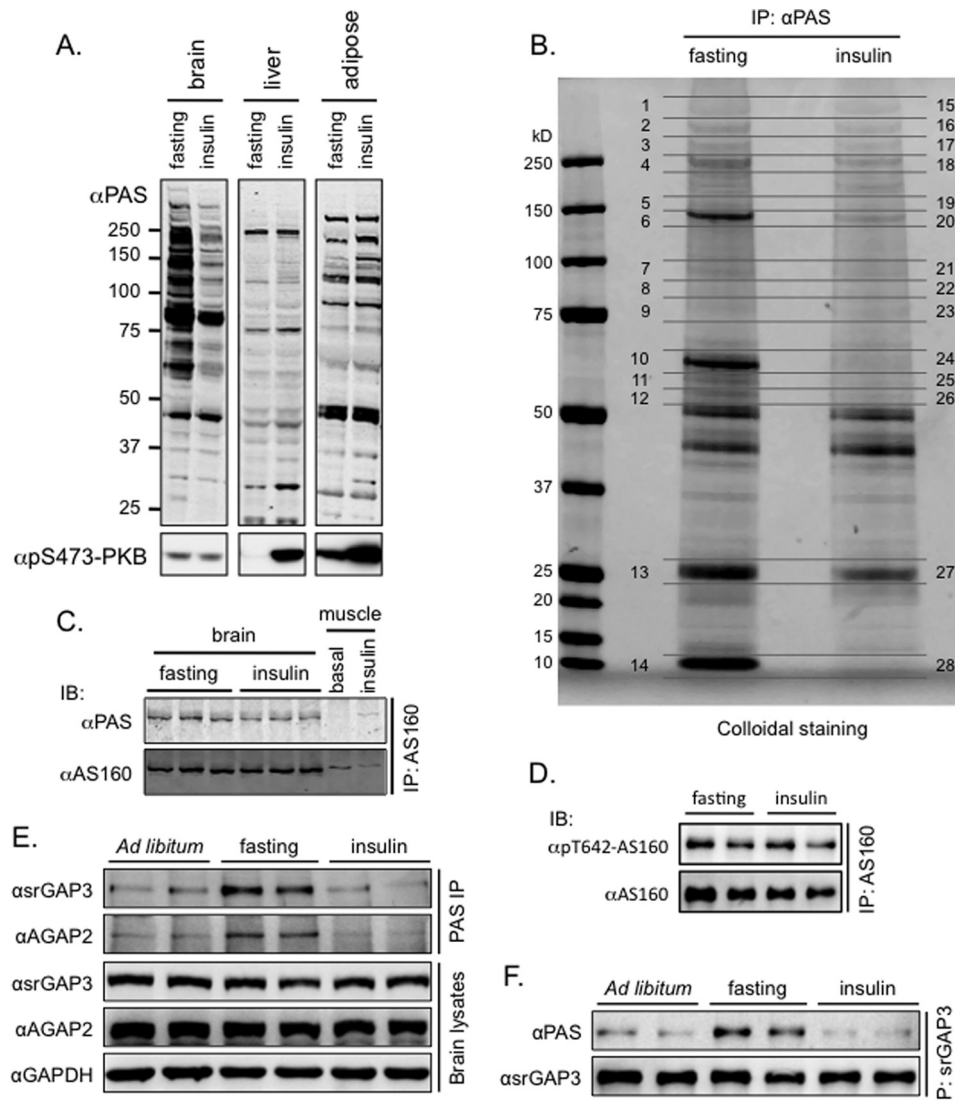 A.
brain
liver
adipose
fasting
insulin
fasting
insulin
fasting
insulin
αPAS
250
150
100
75
50
37
25
αpS473-PKB
B.
IP: αPAS
fasting
insulin
kD
250
150
100
75
50
37
25
20
15
10
1
2
3
4
5
6
7
8
9
10
11
12
13
14
15
16
17
18
19
20
21
22
23
24
25
26
27
28
Colloidal staining
C.
brain
muscle
fasting
insulin
basal
insulin
IB:
αPAS
αAS160
IP: AS160
D.
fasting
insulin
IB:
αpT642-AS160
αAS160
IP: AS160
E.
Ad libitum
fasting
insulin
αsrGAP3
αAGAP2
PAS IP
αsrGAP3
αAGAP2
αGAPDH
Brain lysates
F.
Ad libitum
fasting
insulin
αPAS
αsrGAP3
P: srGAP3